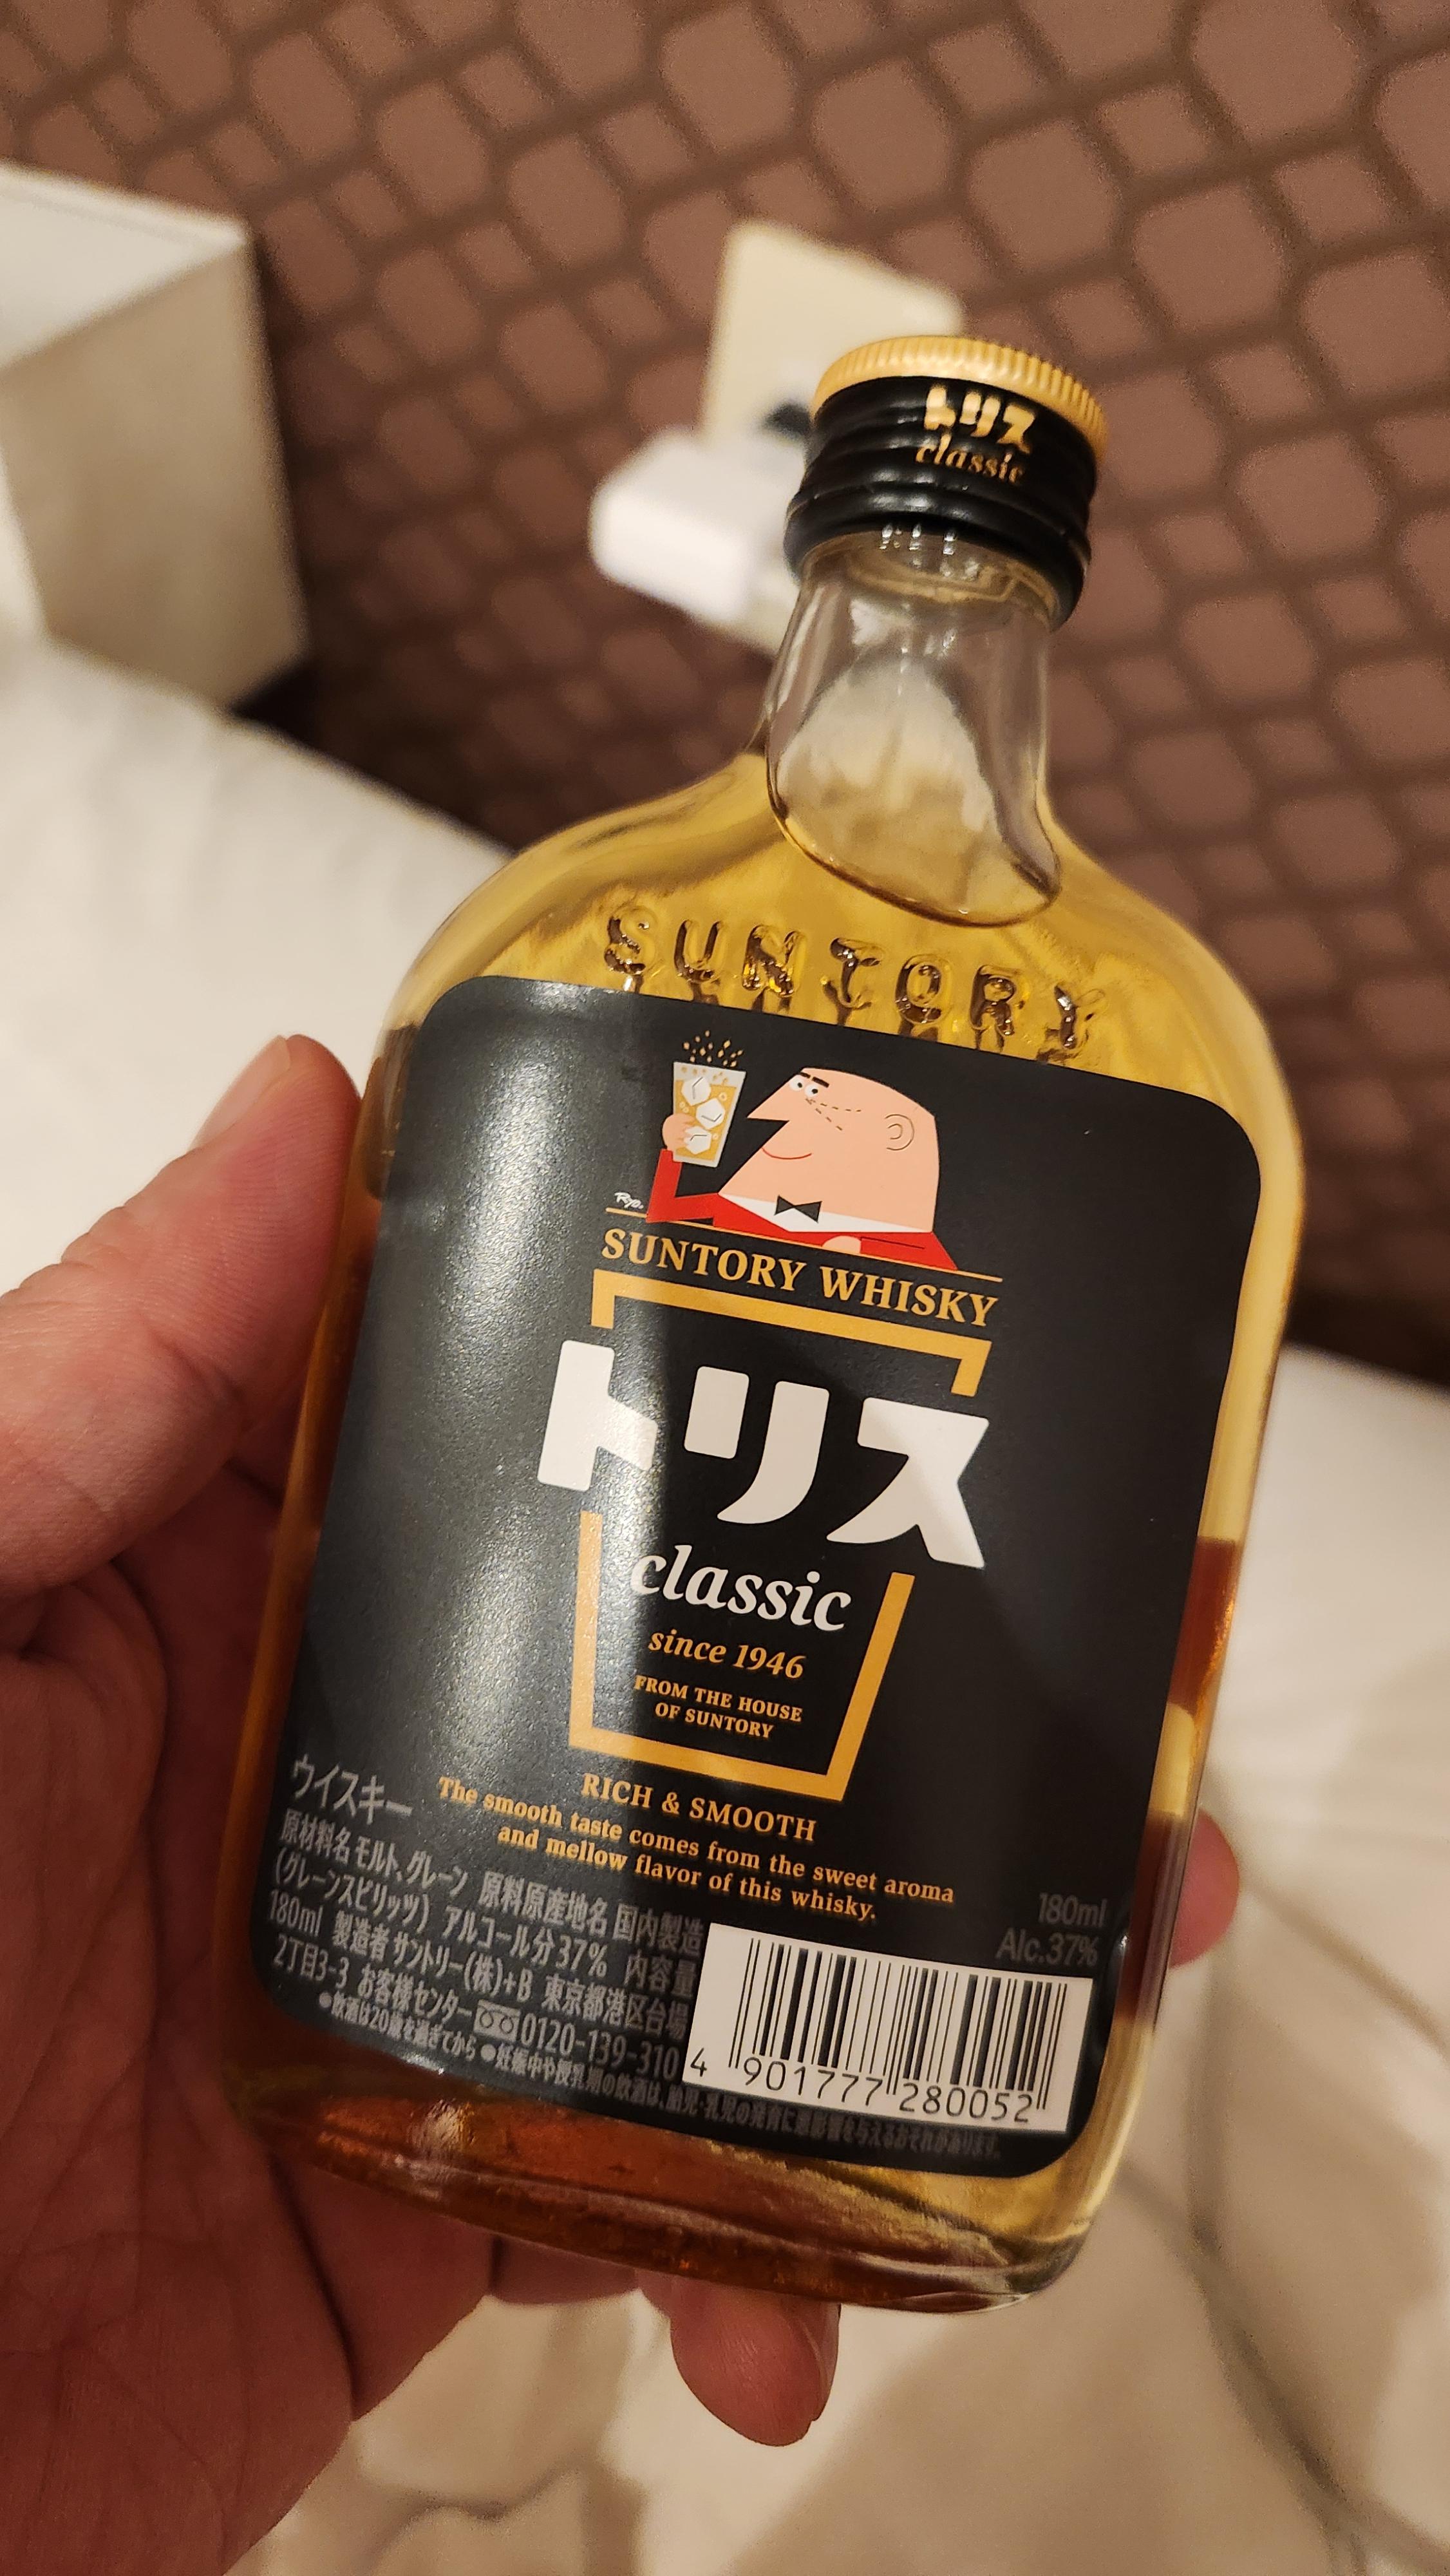 トリス
classic
SUNTORY
Ryo.
SUNTORY WHISKY
トリス
classic
since 1946
FROM THE HOUSE
OF SUNTORY
RICH & SMOOTH
The smooth taste comes from the sweet aroma
and mellow flavor of this whisky.
ウイスキー
原材料名 モルト、グレーン 原料原産地名 国内製造
(グレーンスピリッツ) アルコール分37% 内容量
180ml 製造者 サントリー(株)+B 東京都港区台場
2丁目3-3 お客様センター 0120-139-310
●飲酒は20歳を過ぎてから ●妊娠中や授乳期の飲酒は、胎児・乳児の発育に悪影響を与えるおそれがあります。
180ml
Alc.37%
4 901777 280052